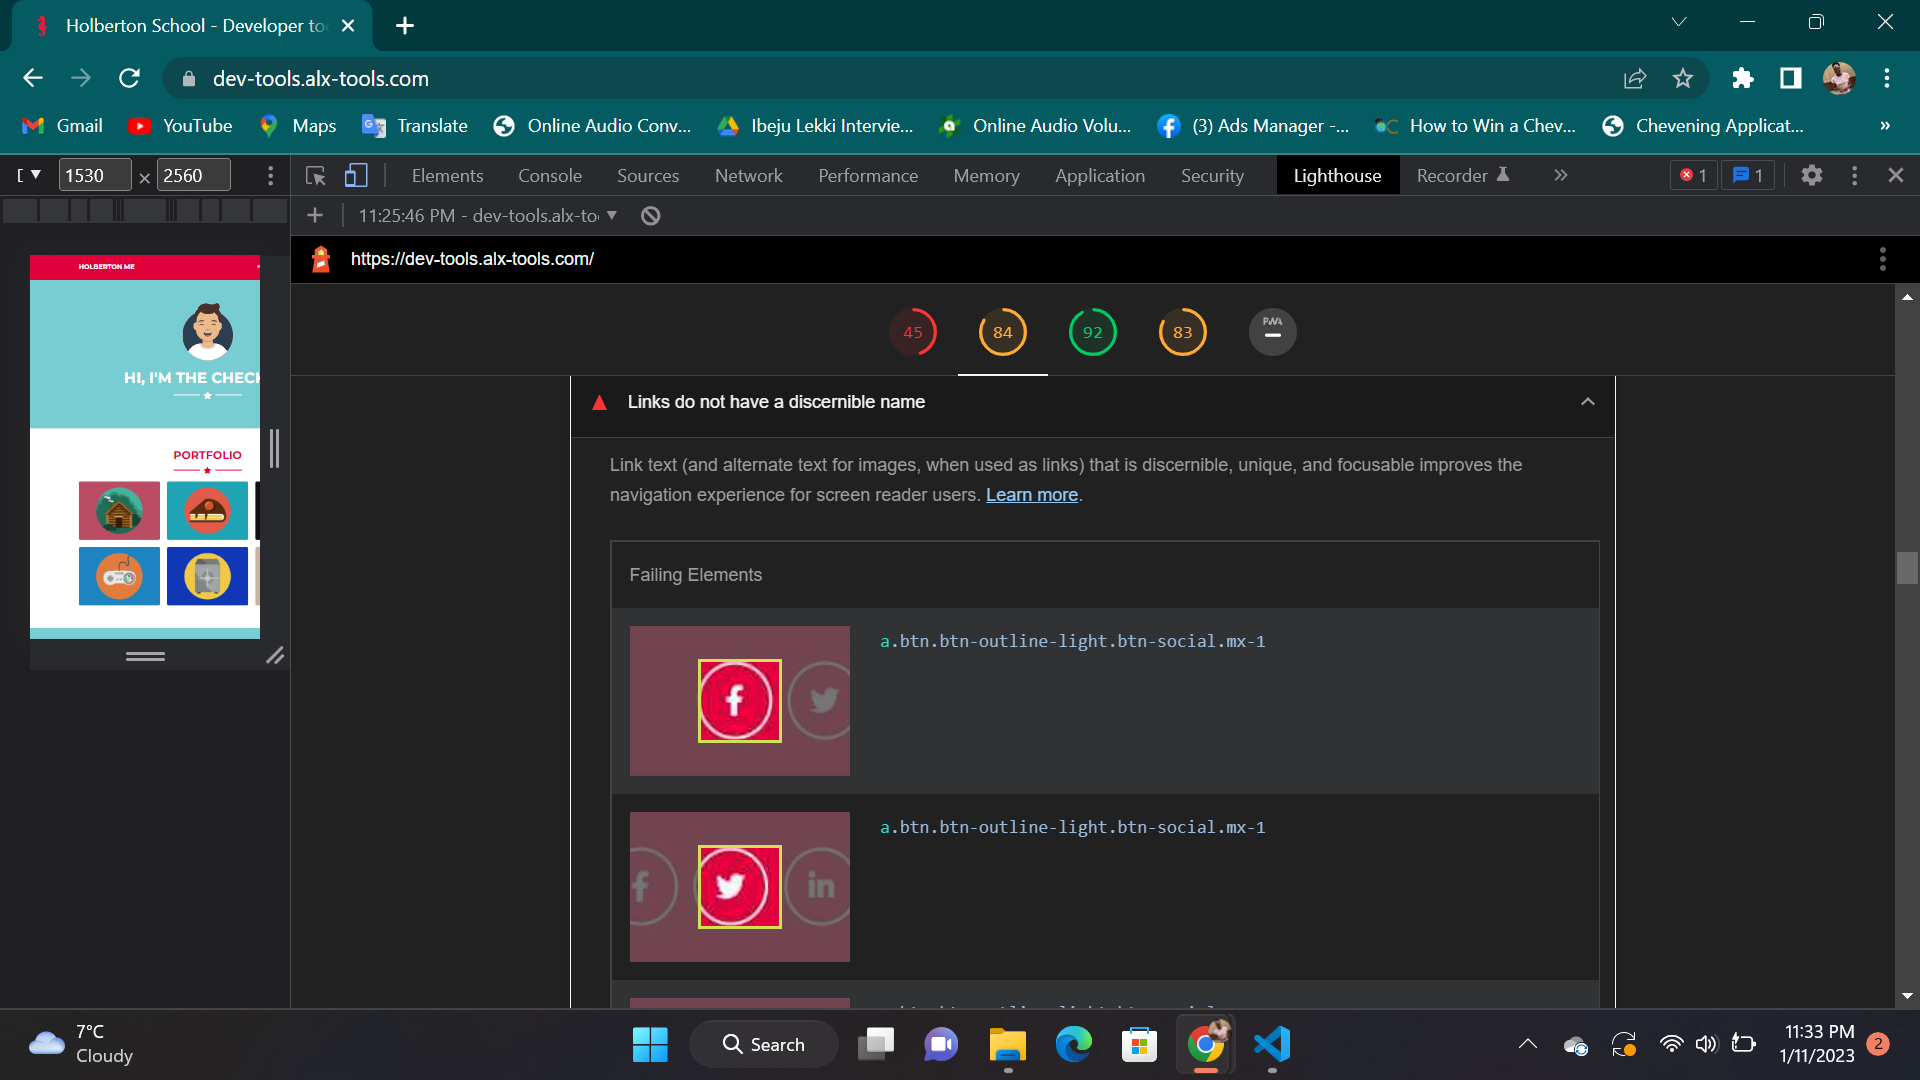 Holberton School - Developer to
dev-tools.alx-tools.com
Gmail
YouTube
Maps
Translate
Online Audio Conv...
Ibeju Lekki Intervie...
Online Audio Volu...
(3) Ads Manager -...
How to Win a Chev...
Chevening Applicat...
»
1530 × 2560
Elements
Console
Sources
Network
Performance
Memory
Application
Security
Lighthouse
Recorder
»
1
1
11:25:46 PM - dev-tools.alx-to
https://dev-tools.alx-tools.com/
HOLBERTON ME
HI, I'M THE CHECK
PORTFOLIO
45
84
92
83
PWA
Links do not have a discernible name
Link text (and alternate text for images, when used as links) that is discernible, unique, and focusable improves the
navigation experience for screen reader users. Learn more.
Failing Elements
a.btn.btn-outline-light.btn-social.mx-1
a.btn.btn-outline-light.btn-social.mx-1
7°C
Cloudy
Search
11:33 PM
1/11/2023
2